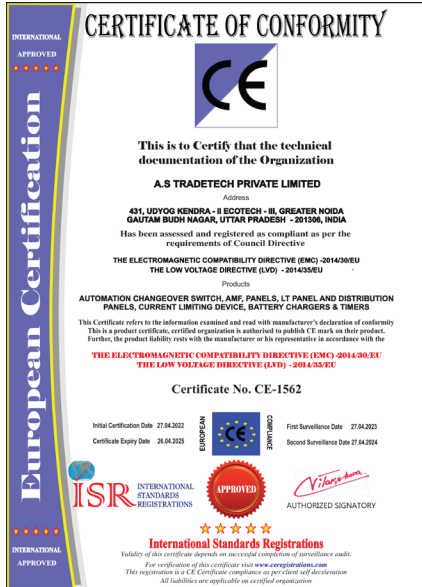 CERTIFICATE OF CONFORMITY
INTERNATIONAL
APPROVED
European Certification
CE
This is to Certify that the technical
documentation of the Organization
A.S TRADETECH PRIVATE LIMITED
Address
431, UDYOG KENDRA - II ECOTECH - III, GREATER NOIDA
GAUTAM BUDH NAGAR, UTTAR PRADESH - 201306, INDIA
Has been assessed and registered as compliant as per the
requirements of Council Directive
THE ELECTROMAGNETIC COMPATIBILITY DIRECTIVE (EMC) -2014/30/EU
THE LOW VOLTAGE DIRECTIVE (LVD) - 2014/35/EU
Products
AUTOMATION CHANGEOVER SWITCH, AMF, PANELS, LT PANEL AND DISTRIBUTION
PANELS, CURRENT LIMITING DEVICE, BATTERY CHARGERS & TIMERS
This Certificate refers to the information examined and read with manufacturer's declaration of conformity
This is a product certificate, certified organization is authorised to publish CE mark on their product.
Further, the product liability rests with the manufacturer or his representative in accordance with the
THE ELECTROMAGNETIC COMPATIBILITY DIRECTIVE (EMC) -2014/30/EU
THE LOW VOLTAGE DIRECTIVE (LVD) - 2014/35/EU
Certificate No. CE-1562
Initial Certification Date 27.04.2022
Certificate Expiry Date 26.04.2025
EUROPEAN
CE
COMPLIANCE
First Surveillance Date 27.04.2023
Second Surveillance Date 27.04.2024
ISR
INTERNATIONAL
STANDARDS
REGISTRATIONS
APPROVED
AUTHORIZED SIGNATORY
International Standards Registrations
Validity of this certificate depends on successful completion of surveillance audit.
For verification of this certificate visit www.ceregistrations.com
This registration is a CE Certificate compliance as per client self deceleration
All liabilities are applicable on certified organization
INTERNATIONAL
APPROVED